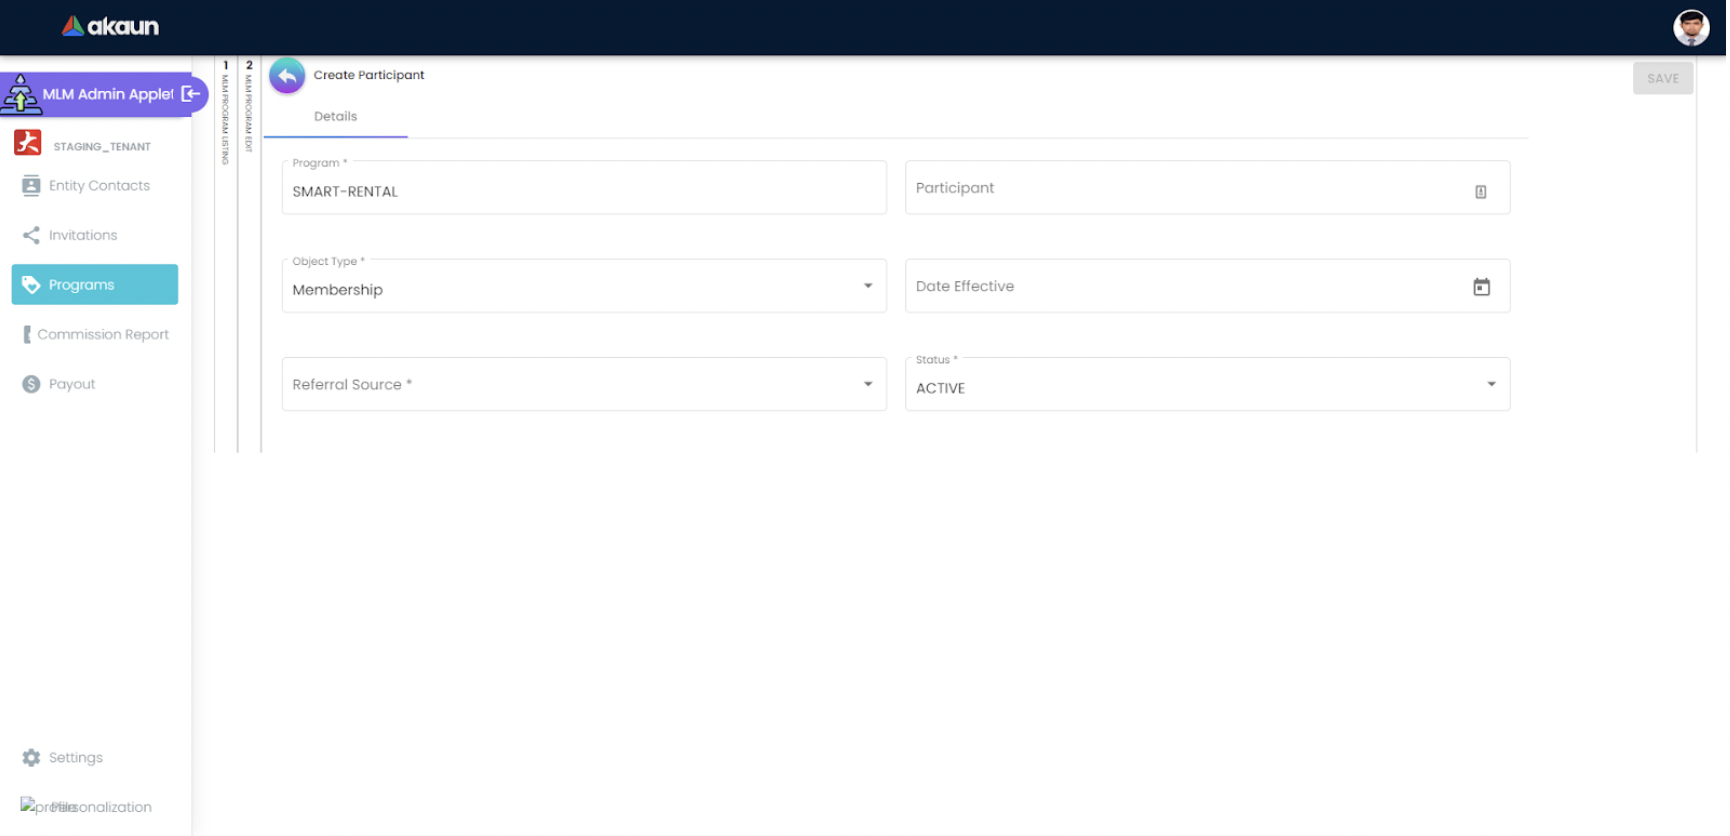 akaun
MLM Admin Applet
STAGING_TENANT
Entity Contacts
Invitations
Programs
Commission Report
Payout
Settings
profile
Personalization
1
MLM PROGRAM LISTING
2
MLM PROGRAM EDIT
Create Participant
SAVE
Details
Program *
SMART-RENTAL
Participant
Object Type *
Membership
Date Effective
Referral Source *
Status *
ACTIVE